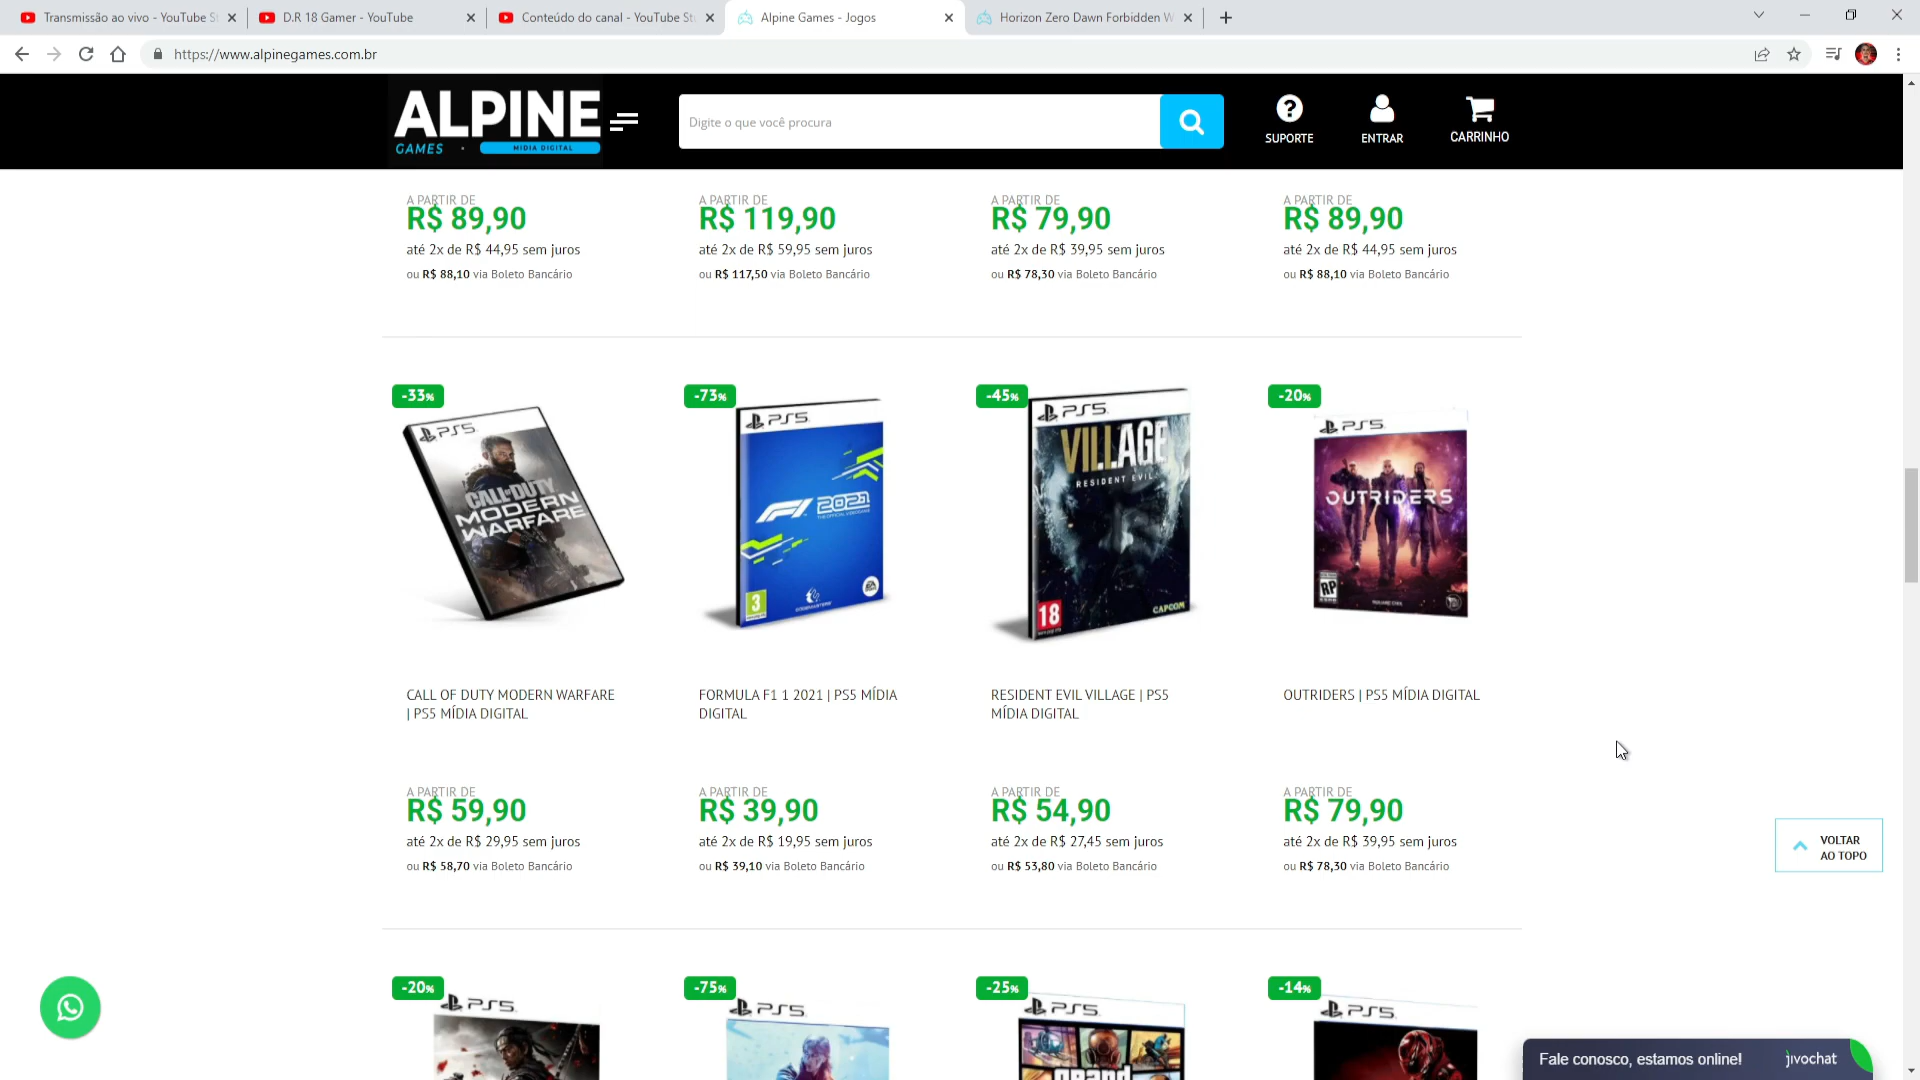 Transmissão ao vivo - YouTube S
D.R 18 Gamer - YouTube
Conteúdo do canal - YouTube St
Alpine Games - Jogos
Horizon Zero Dawn Forbidden W
https://www.alpinegames.com.br
ALPINE
GAMES • MIDIA DIGITAL
Digite o que você procura
SUPORTE
ENTRAR
CARRINHO
A PARTIR DE
R$ 89,90
até 2x de R$ 44,95 sem juros
ou R$ 88,10 via Boleto Bancário
A PARTIR DE
R$ 119,90
até 2x de R$ 59,95 sem juros
ou R$ 117,50 via Boleto Bancário
A PARTIR DE
R$ 79,90
até 2x de R$ 39,95 sem juros
ou R$ 78,30 via Boleto Bancário
A PARTIR DE
R$ 89,90
até 2x de R$ 44,95 sem juros
ou R$ 88,10 via Boleto Bancário
-33%
PS5
CALL OF DUTY
MODERN
WARFARE
CALL OF DUTY MODERN WARFARE
| PS5 MÍDIA DIGITAL
A PARTIR DE
R$ 59,90
até 2x de R$ 29,95 sem juros
ou R$ 58,70 via Boleto Bancário
-73%
PS5
F1 2021
THE OFFICIAL VIDEOGAME
3
CODEMASTERS
FORMULA F1 1 2021 | PS5 MÍDIA
DIGITAL
A PARTIR DE
R$ 39,90
até 2x de R$ 19,95 sem juros
ou R$ 39,10 via Boleto Bancário
-45%
PS5
VILLAGE
RESIDENT EVIL
18
CAPCOM
RESIDENT EVIL VILLAGE | PS5
MÍDIA DIGITAL
A PARTIR DE
R$ 54,90
até 2x de R$ 27,45 sem juros
ou R$ 53,80 via Boleto Bancário
-20%
PS5
OUTRIDERS
RP
SQUARE ENIX
OUTRIDERS | PS5 MÍDIA DIGITAL
A PARTIR DE
R$ 79,90
até 2x de R$ 39,95 sem juros
ou R$ 78,30 via Boleto Bancário
VOLTAR
AO TOPO
-20%
PS5
-75%
PS5
-25%
PS5
grand
-14%
PS5
Fale conosco, estamos online!
jivochat